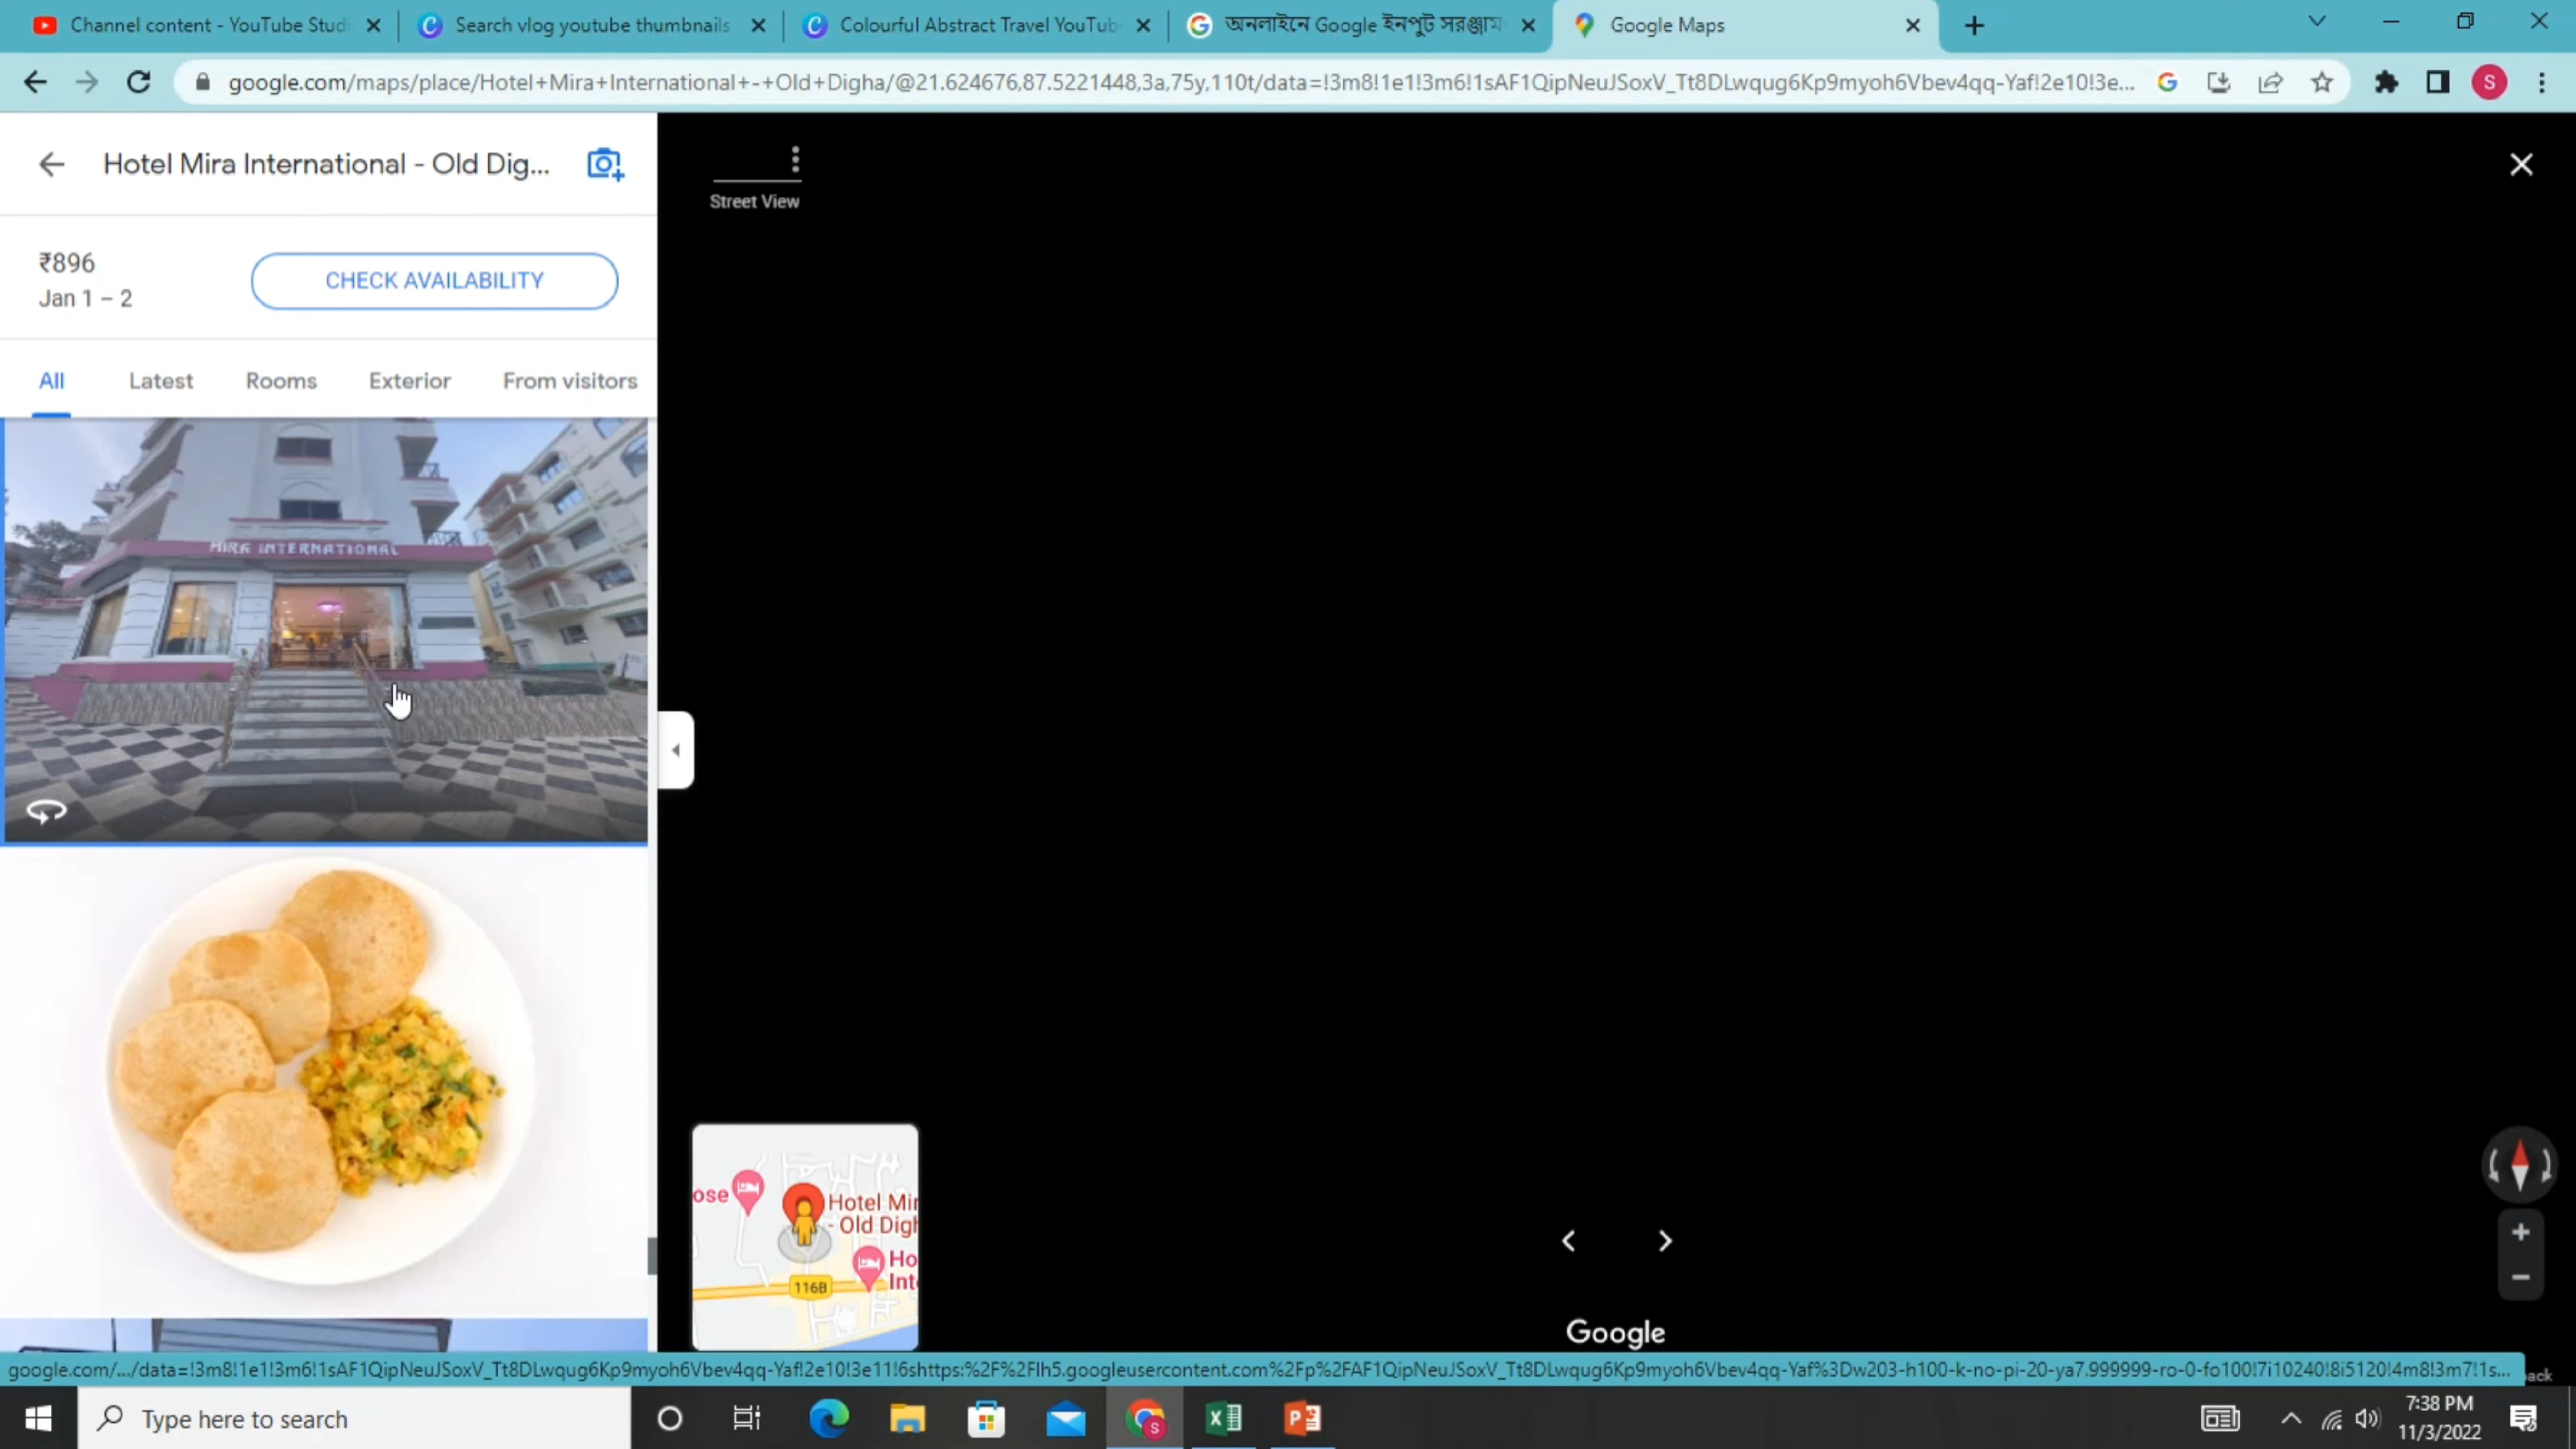 Channel content - YouTube Studi
Search vlog youtube thumbnails
Colourful Abstract Travel YouTub
অনলাইনে Google ইনপুট সরঞ্জাম
Google Maps
google.com/maps/place/Hotel+Mira+International+-+Old+Digha/@21.624676,87.5221448,3a,75y,110t/data=!3m8!1e1!3m6!1sAF1QipNeuJSoxV_Tt8DLwqug6Kp9myoh6Vbev4qq-Yaf!2e10!3e...
S
Hotel Mira International - Old Dig...
Street View
₹896
Jan 1 – 2
CHECK AVAILABILITY
All
Latest
Rooms
Exterior
From visitors
MIRA INTERNATIONAL
ose
Hotel Mir
- Old Digh
Ho
Int
116B
Google
google.com/.../data=!3m8!1e1!3m6!1sAF1QipNeuJSoxV_Tt8DLwqug6Kp9myoh6Vbev4qq-Yaf!2e10!3e11!6shttps:%2F%2Flh5.googleusercontent.com%2Fp%2FAF1QipNeuJSoxV_Tt8DLwqug6Kp9myoh6Vbev4qq-Yaf%3Dw203-h100-k-no-pi-20-ya7.999999-ro-0-fo100!7i10240!8i5120!4m8!3m7!1s...
ack
Type here to search
7:38 PM
11/3/2022